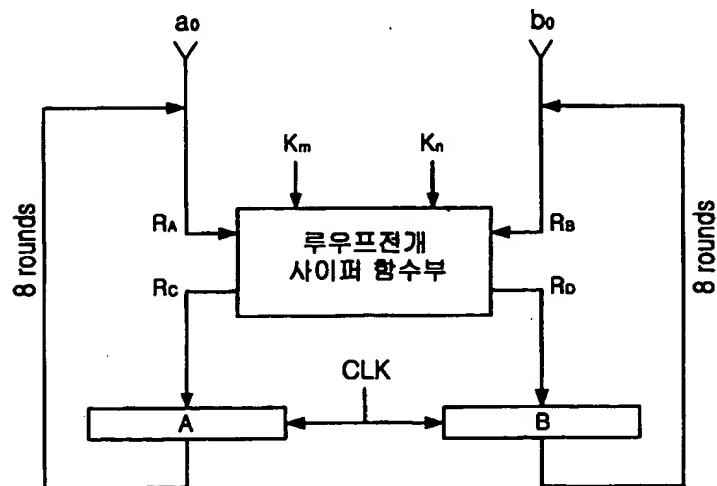 a₀ b₀
Kₘ Kₙ
8 rounds
R_A
루우프전개
사이퍼 함수부
R_B
8 rounds
R_C
R_D
CLK
A B